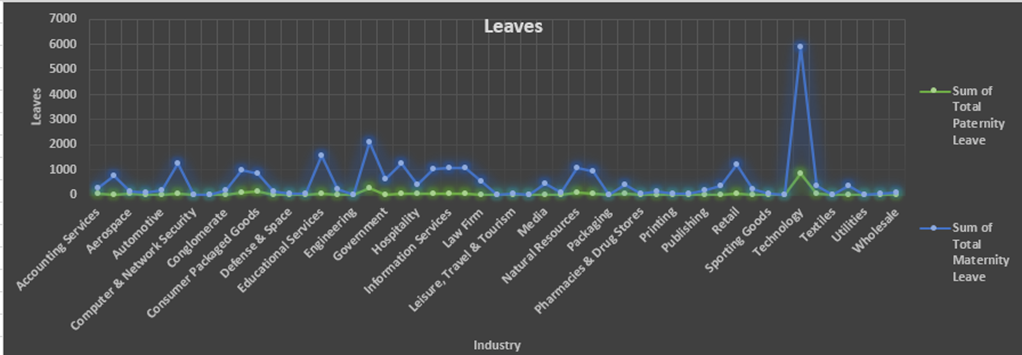 Leaves
7000
6000
5000
4000
3000
2000
1000
0
Leaves
Accounting Services
Aerospace
Automotive
Computer & Network Security
Conglomerate
Consumer Packaged Goods
Defense & Space
Educational Services
Engineering
Government
Hospitality
Information Services
Law Firm
Leisure, Travel & Tourism
Media
Natural Resources
Packaging
Pharmacies & Drug Stores
Printing
Publishing
Retail
Sporting Goods
Technology
Textiles
Utilities
Wholesale
Industry
Sum of
Total
Paternity
Leave
Sum of
Total
Maternity
Leave